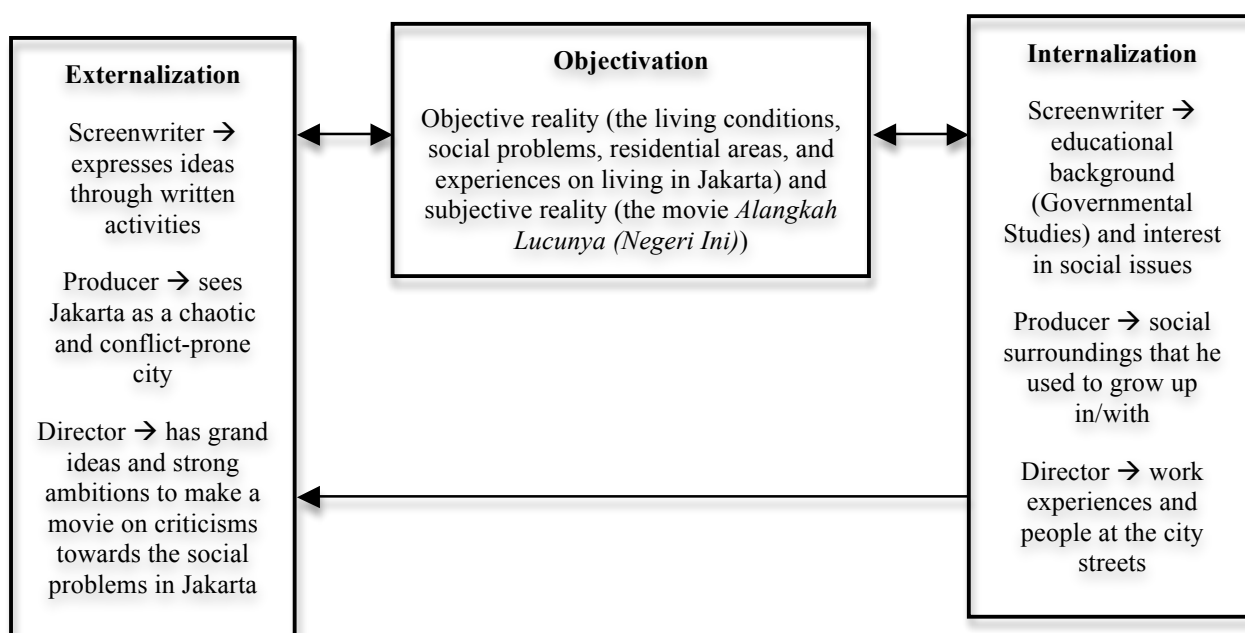 Externalization
Screenwriter →
expresses ideas
through written
activities
Producer → sees
Jakarta as a chaotic
and conflict-prone
city
Director → has grand
ideas and strong
ambitions to make a
movie on criticisms
towards the social
problems in Jakarta
Objectivation
Objective reality (the living conditions,
social problems, residential areas, and
experiences on living in Jakarta) and
subjective reality (the movie Alangkah
Lucunya (Negeri Ini))
Internalization
Screenwriter →
educational
background
(Governmental
Studies) and interest
in social issues
Producer → social
surroundings that he
used to grow up
in/with
Director → work
experiences and
people at the city
streets